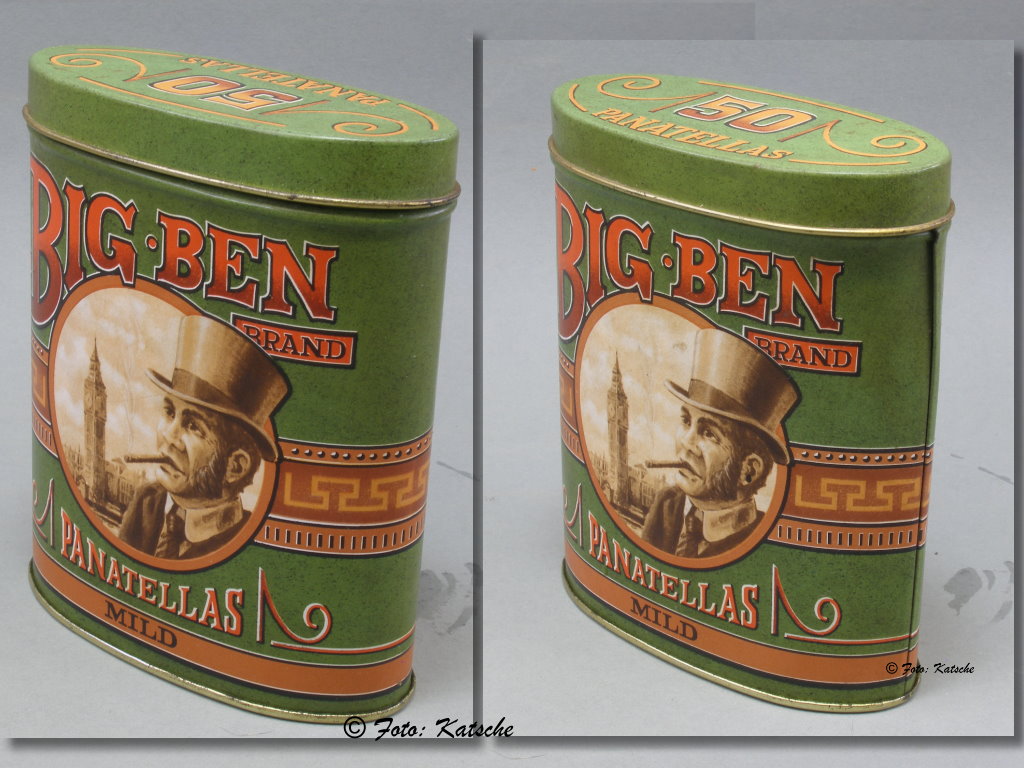 50
PANATELLAS
BIG·BEN
BRAND
PANATELLAS
MILD
© Foto: Katsche
50
PANATELLAS
BIG·BEN
BRAND
PANATELLAS
MILD
© Foto: Katsche